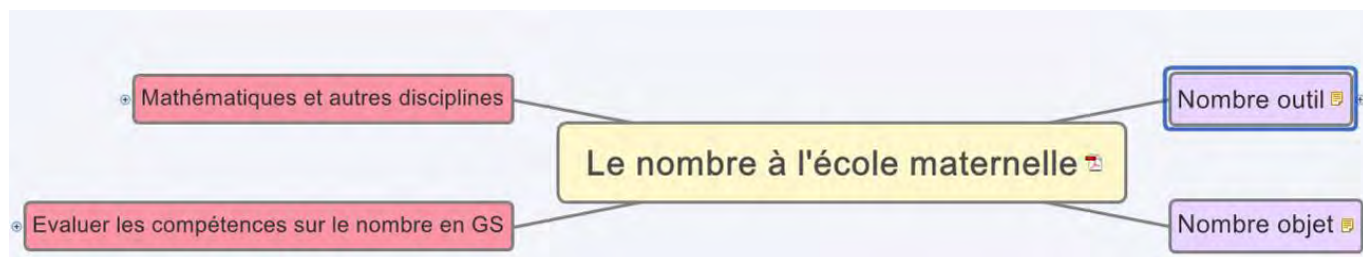 Mathématiques et autres disciplines
Nombre outil
Le nombre à l'école maternelle
Evaluer les compétences sur le nombre en GS
Nombre objet